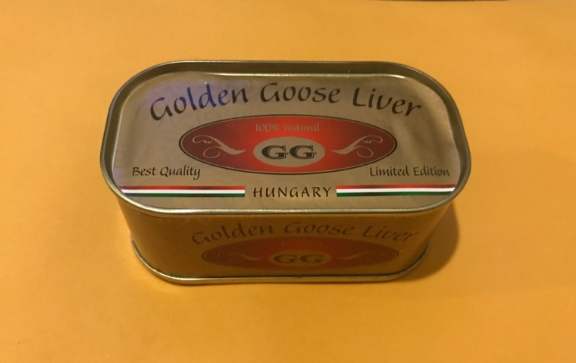 Golden Goose Liver
100% natural
GG
Best Quality
Limited Edition
HUNGARY
Golden Goose Liver
GG